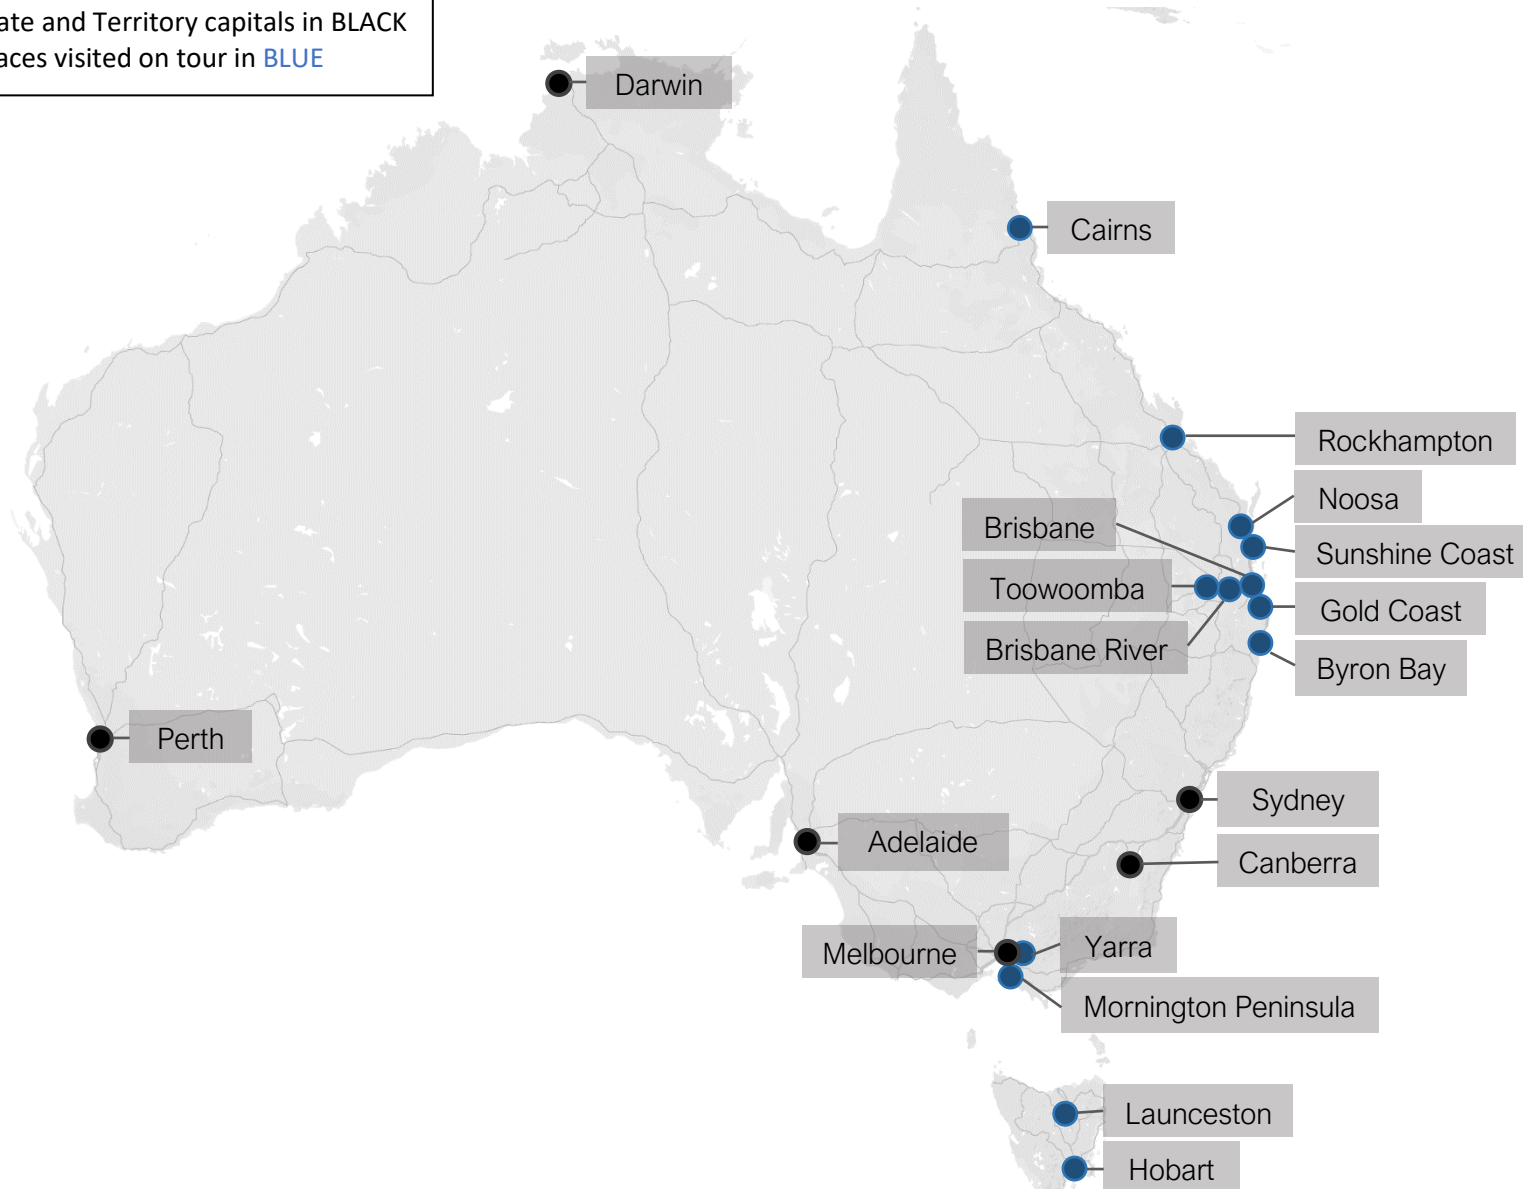 ate and Territory capitals in BLACK
aces visited on tour in BLUE
Darwin
Cairns
Rockhampton
Noosa
Brisbane
Sunshine Coast
Toowoomba
Gold Coast
Brisbane River
Byron Bay
Perth
Sydney
Adelaide
Canberra
Melbourne
Yarra
Mornington Peninsula
Launceston
Hobart